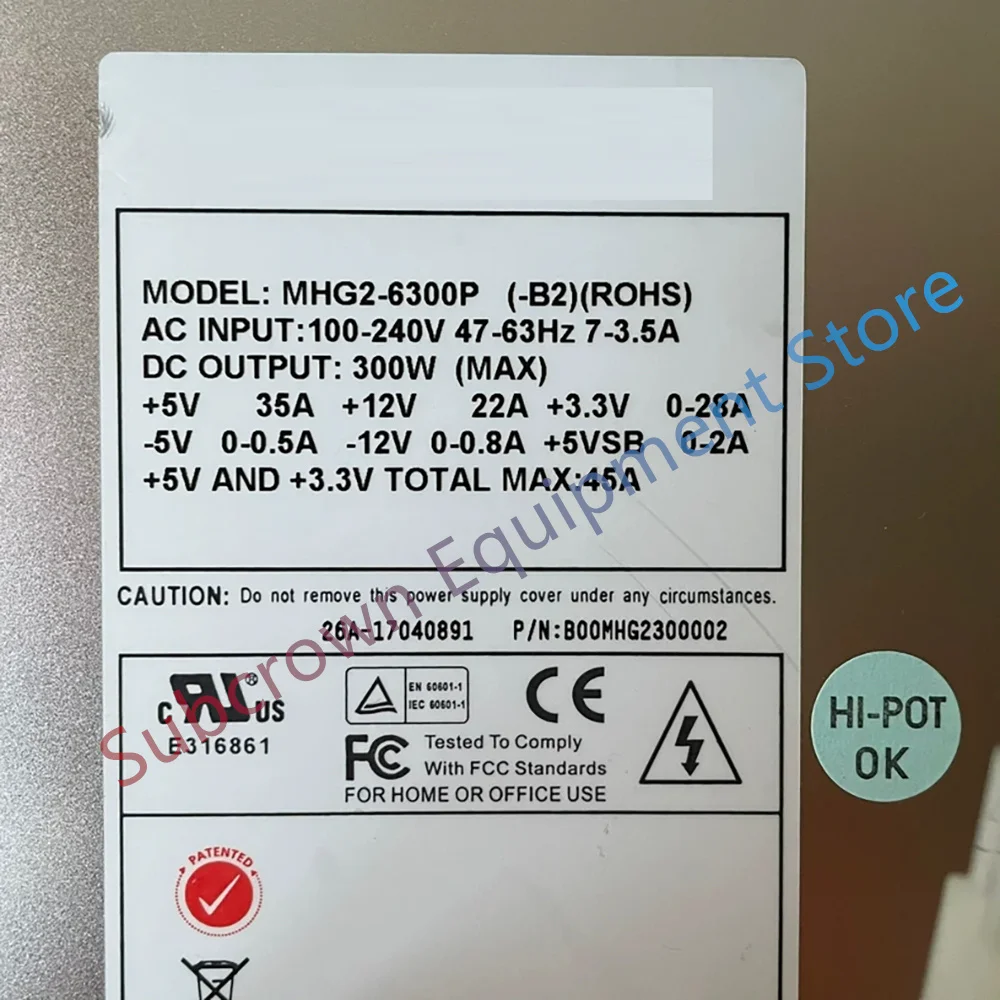 MODEL: MHG2-6300P (-B2)(ROHS)
AC INPUT:100-240V 47-63Hz 7-3.5A
DC OUTPUT: 300W (MAX)
+5V 35A +12V 22A +3.3V 0-28A
-5V 0-0.5A -12V 0-0.8A +5VSB 0-2A
+5V AND +3.3V TOTAL MAX:45A
CAUTION: Do not remove this power supply cover under any circumstances.
26A-17040891 P/N:B00MHG2300002
C RU ® US
E316861
EN 60601-1
IEC 60601-1
CE
FC Tested To Comply
With FCC Standards
FOR HOME OR OFFICE USE
HI-POT
OK
PATENTED
Subcrown Equipment Store